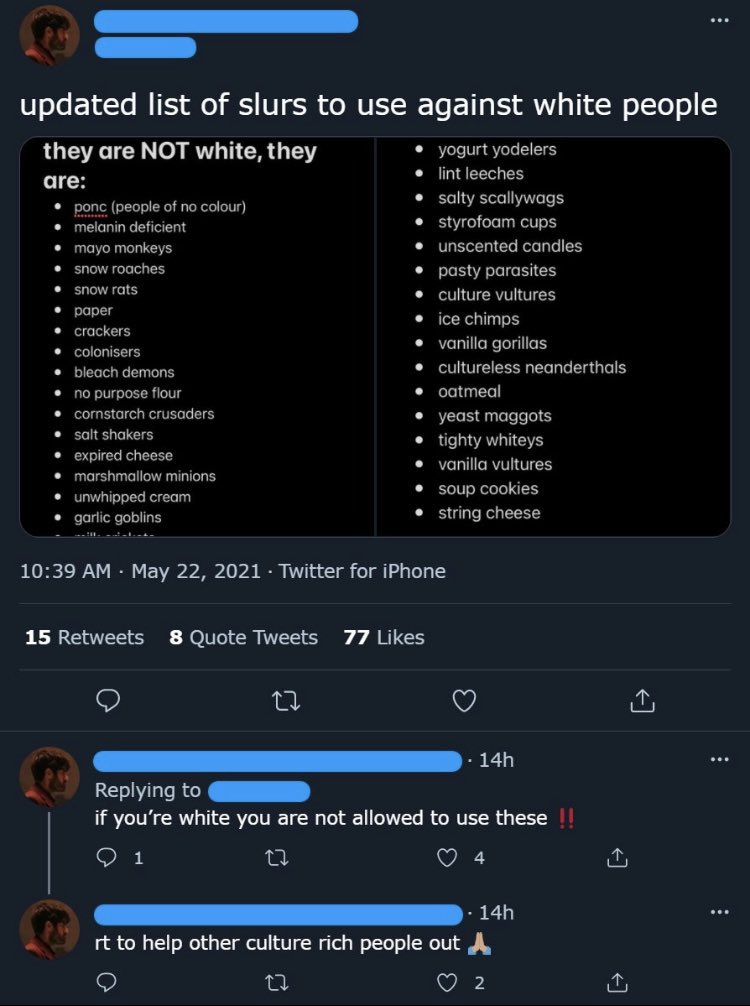 updated list of slurs to use against white people
they are NOT white, they
are:
• ponc (people of no colour)
• melanin deficient
• mayo monkeys
• snow roaches
• snow rats
• paper
• crackers
• colonisers
• bleach demons
• no purpose flour
• cornstarch crusaders
• salt shakers
• expired cheese
• marshmallow minions
• unwhipped cream
• garlic goblins
• yogurt yodelers
• lint leeches
• salty scallywags
• styrofoam cups
• unscented candles
• pasty parasites
• culture vultures
• ice chimps
• vanilla gorillas
• cultureless neanderthals
• oatmeal
• yeast maggots
• tighty whiteys
• vanilla vultures
• soup cookies
• string cheese
10:39 AM · May 22, 2021 · Twitter for iPhone
15 Retweets 8 Quote Tweets 77 Likes
· 14h
Replying to
if you’re white you are not allowed to use these ‼️
1 4
· 14h
rt to help other culture rich people out 🙏🏼
2